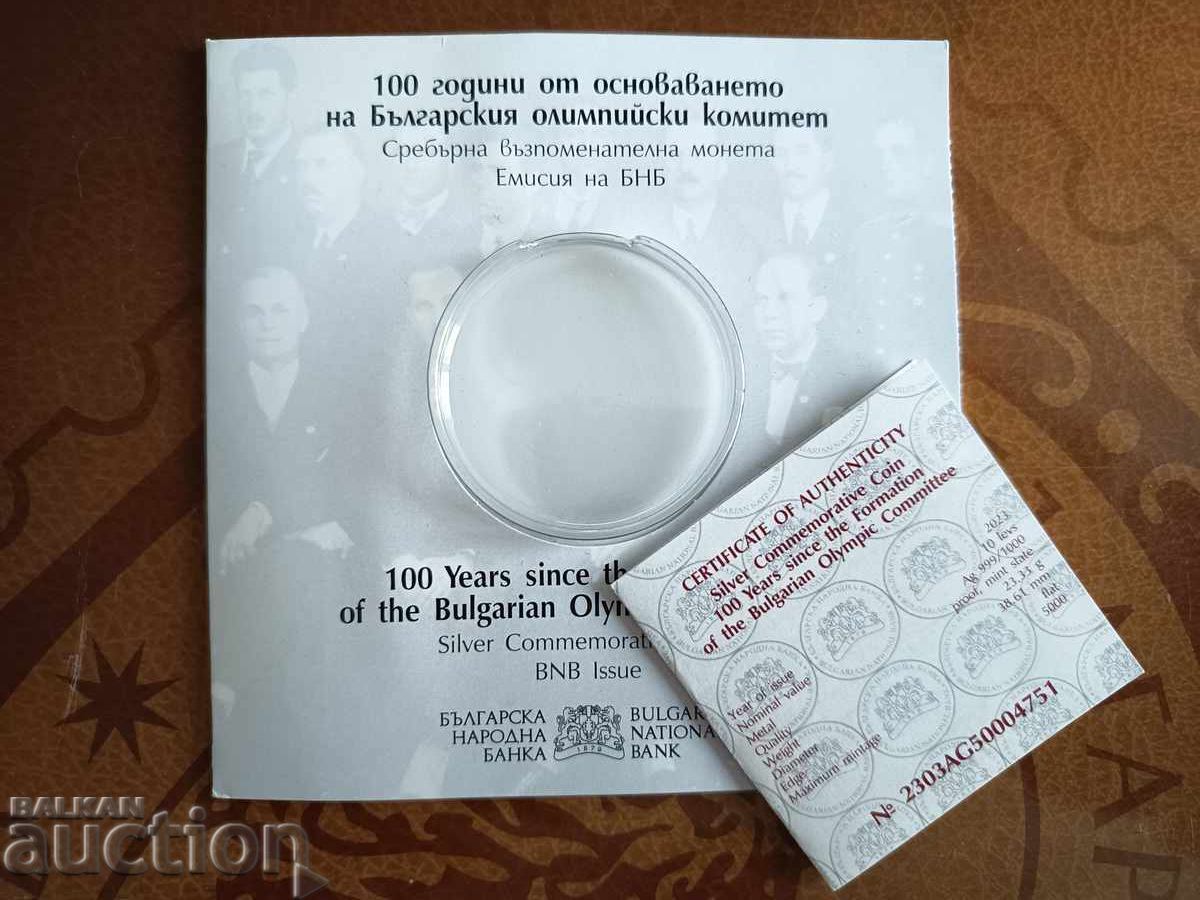 100 години от основаването
на Българския олимпийски комитет
Сребърна възпоменателна монета
Емисия на БНБ
100 Years since th
of the Bulgarian Olym
Silver Commemorati
BNB Issue
БЪЛГАРСКА
НАРОДНА
БАНКА
1879
BULGAR
NATIONA
BANK
CERTIFICATE OF AUTHENTICITY
Silver Commemorative Coin
100 Years since the Formation
of the Bulgarian Olympic Committee
Year of issue 2023
Nominal value 10 levs
Metal Ag 999/1000
Quality proof, mint state
Weight 23,33 g
Diameter 38,61 mm
Edge flat
Maximum mintage 5000
№ 2303AG50004751
BALKAN
auction